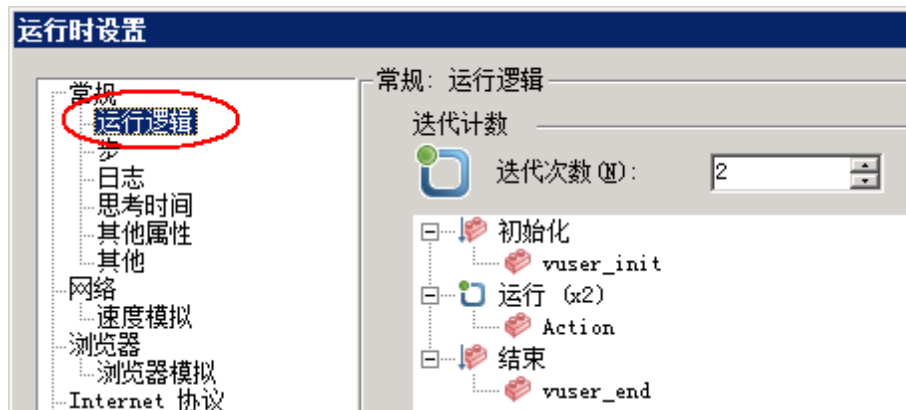 运行时设置
常规
运行逻辑
步
日志
思考时间
其他属性
其他
网络
速度模拟
浏览器
浏览器模拟
Internet 协议
常规: 运行逻辑
迭代计数
迭代次数(N): 2
初始化
vuser_init
运行 (x2)
Action
结束
vuser_end